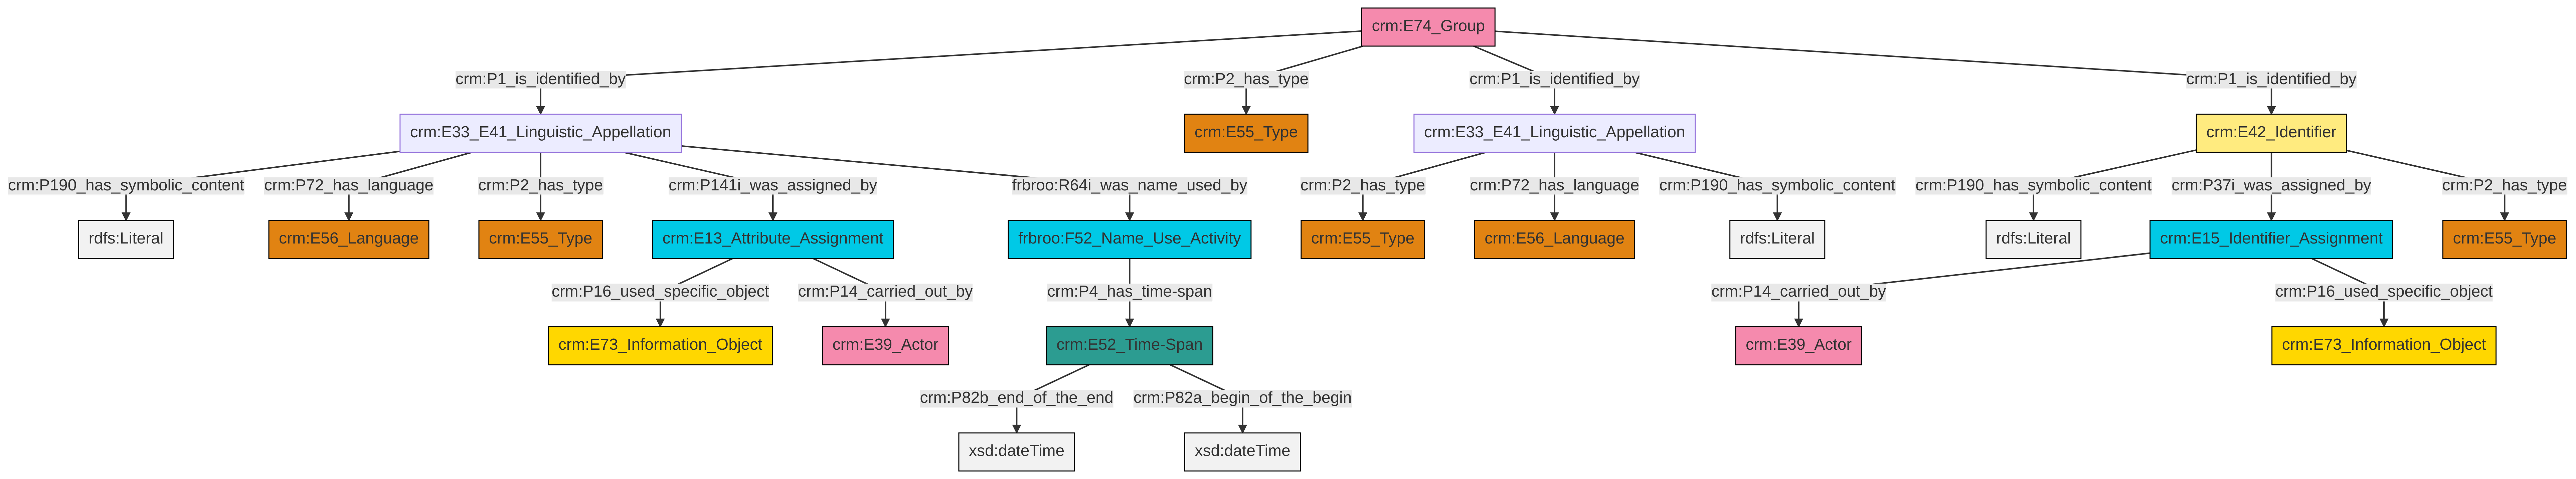 crm:E74_Group
crm:P1_is_identified_by
crm:P2_has_type
crm:P1_is_identified_by
crm:P1_is_identified_by
crm:E33_E41_Linguistic_Appellation
crm:E55_Type
crm:E33_E41_Linguistic_Appellation
crm:E42_Identifier
crm:P190_has_symbolic_content
crm:P72_has_language
crm:P2_has_type
crm:P141i_was_assigned_by
frbroo:R64i_was_name_used_by
crm:P2_has_type
crm:P72_has_language
crm:P190_has_symbolic_content
crm:P190_has_symbolic_content
crm:P37i_was_assigned_by
crm:P2_has_type
rdfs:Literal
crm:E56_Language
crm:E55_Type
crm:E13_Attribute_Assignment
frbroo:F52_Name_Use_Activity
crm:E55_Type
crm:E56_Language
rdfs:Literal
rdfs:Literal
crm:E15_Identifier_Assignment
crm:E55_Type
crm:P16_used_specific_object
crm:P14_carried_out_by
crm:P4_has_time-span
crm:P14_carried_out_by
crm:P16_used_specific_object
crm:E73_Information_Object
crm:E39_Actor
crm:E52_Time-Span
crm:E39_Actor
crm:E73_Information_Object
crm:P82b_end_of_the_end
crm:P82a_begin_of_the_begin
xsd:dateTime
xsd:dateTime